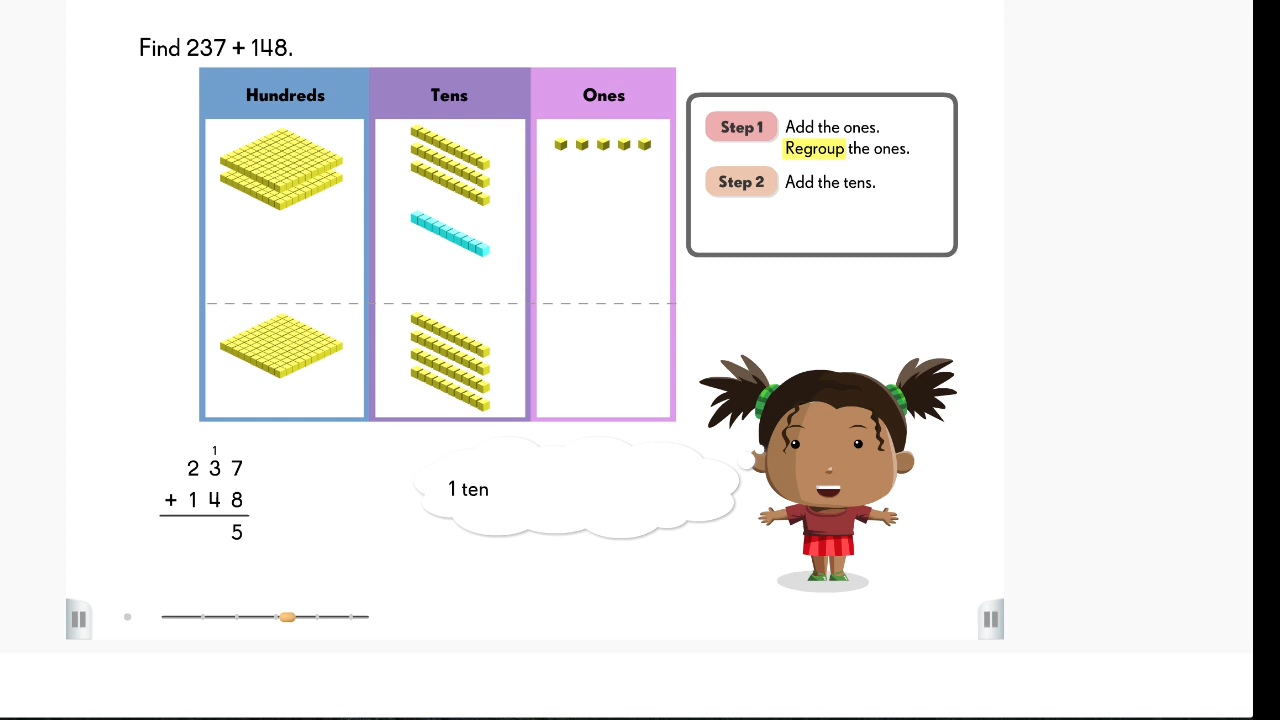 Find 237 + 148.
Hundreds Tens Ones
Step 1 Add the ones.
Regroup the ones.
Step 2 Add the tens.
1
2 3 7
+ 1 4 8
5
1 ten